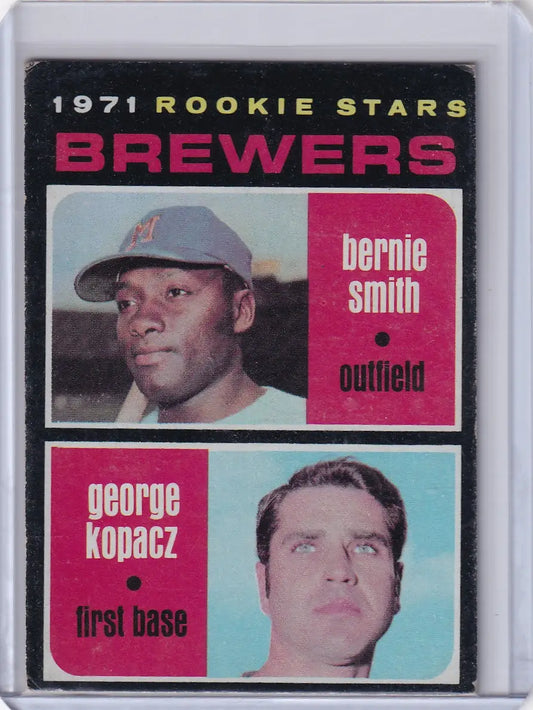 1971 ROOKIE STARS
BREWERS
M
bernie
smith
outfield
george
kopacz
first base